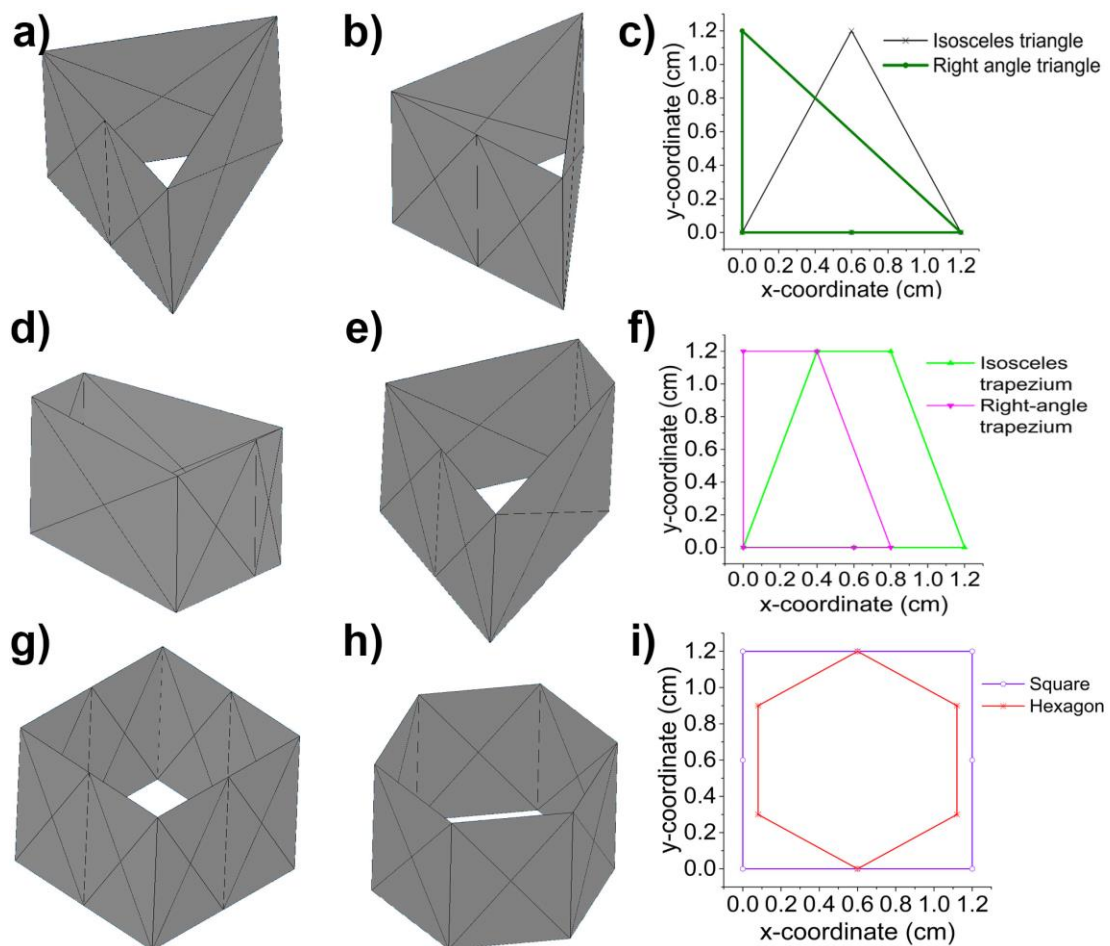 a)
b)
c)
Isosceles triangle
Right angle triangle
y-coordinate (cm)
1.2
1.0
0.8
0.6
0.4
0.2
0.0
0.0 0.2 0.4 0.6 0.8 1.0 1.2
x-coordinate (cm)
d)
e)
f)
Isosceles
trapezium
Right-angle
trapezium
y-coordinate (cm)
1.2
1.0
0.8
0.6
0.4
0.2
0.0
0.0 0.2 0.4 0.6 0.8 1.0 1.2
x-coordinate (cm)
g)
h)
i)
Square
Hexagon
y-coordinate (cm)
1.2
1.0
0.8
0.6
0.4
0.2
0.0
0.0 0.2 0.4 0.6 0.8 1.0 1.2
x-coordinate (cm)